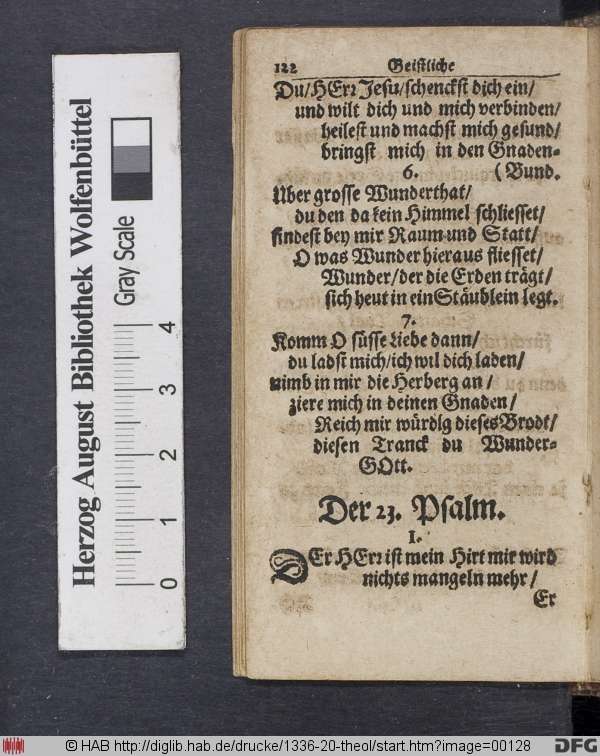 122 Geistliche
Du/HErr Jesu/schenckst dich ein/
und wilt dich und mich verbinden/
heilest und machst mich gesund/
bringst mich in den Gnaden-
6. (Bund.
Uber grosse Wunderthat/
du den da kein Himmel schliesset/
findest bey mir Raum und Statt/
O was Wunder hieraus fliesset/
Wunder/der die Erden trägt/
sich heut in ein Stäublein legt.
7.
Komm O süsse Liebe dann/
du ladst mich/ich wil dich laden/
nimb in mir die Herberg an/
ziere mich in deinen Gnaden/
Reich mir würdig dieses Brodt/
diesen Tranck du Wunder-
GOtt.
Der 23. Psalm.
I.
DEr HErr ist mein Hirt mir wird
nichts mangeln mehr/
Er
Herzog August Bibliothek Wolfenbüttel
Gray Scale
0 1 2 3 4
© HAB http://diglib.hab.de/drucke/1336-20-theol/start.htm?image=00128
DFG